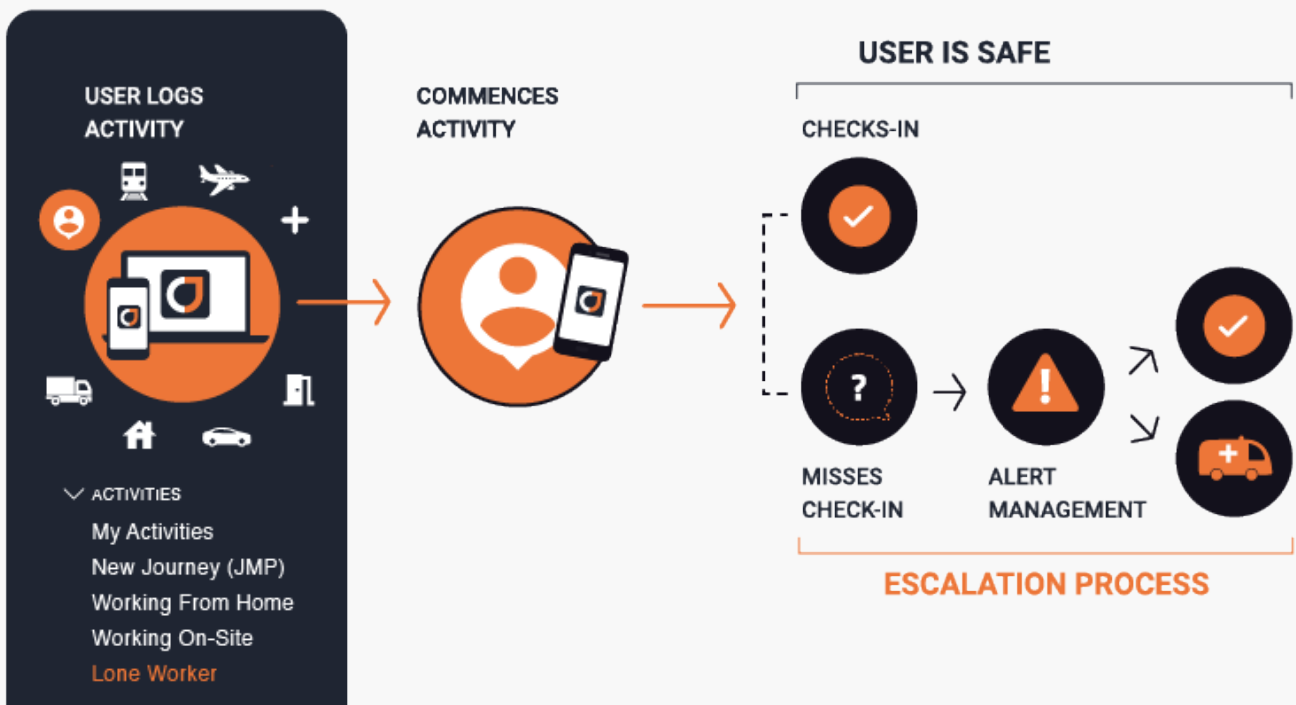 USER LOGS
ACTIVITY
ACTIVITIES
My Activities
New Journey (JMP)
Working From Home
Working On-Site
Lone Worker
COMMENCES
ACTIVITY
USER IS SAFE
CHECKS-IN
?
!
MISSES
CHECK-IN
ALERT
MANAGEMENT
ESCALATION PROCESS